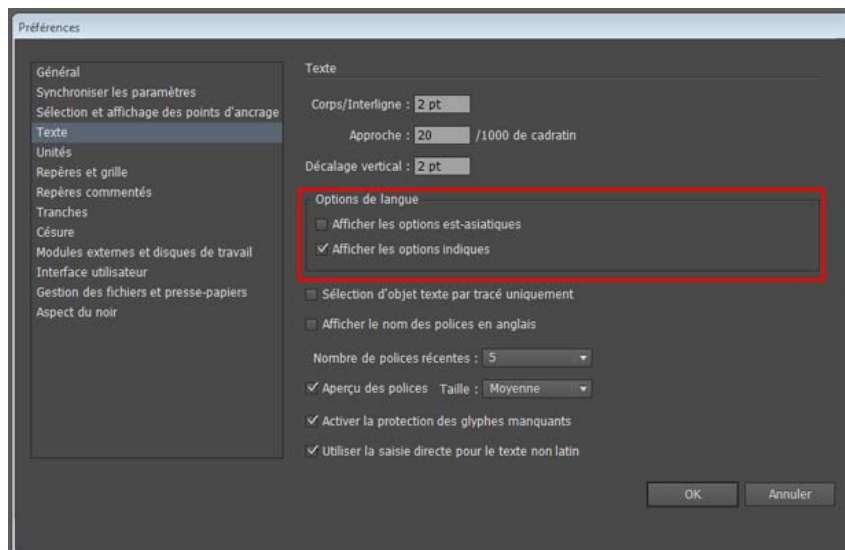 Préférences
Général
Synchroniser les paramètres
Sélection et affichage des points d'ancrage
Texte
Unités
Repères et grille
Repères commentés
Tranches
Césure
Modules externes et disques de travail
Interface utilisateur
Gestion des fichiers et presse-papiers
Aspect du noir
Texte
Corps/Interligne : 2 pt
Approche : 20 /1000 de cadratin
Décalage vertical : 2 pt
Options de langue
Afficher les options est-asiatiques
Afficher les options indiques
Sélection d'objet texte par tracé uniquement
Afficher le nom des polices en anglais
Nombre de polices récentes : 5
Aperçu des polices Taille : Moyenne
Activer la protection des glyphes manquants
Utiliser la saisie directe pour le texte non latin
OK Annuler